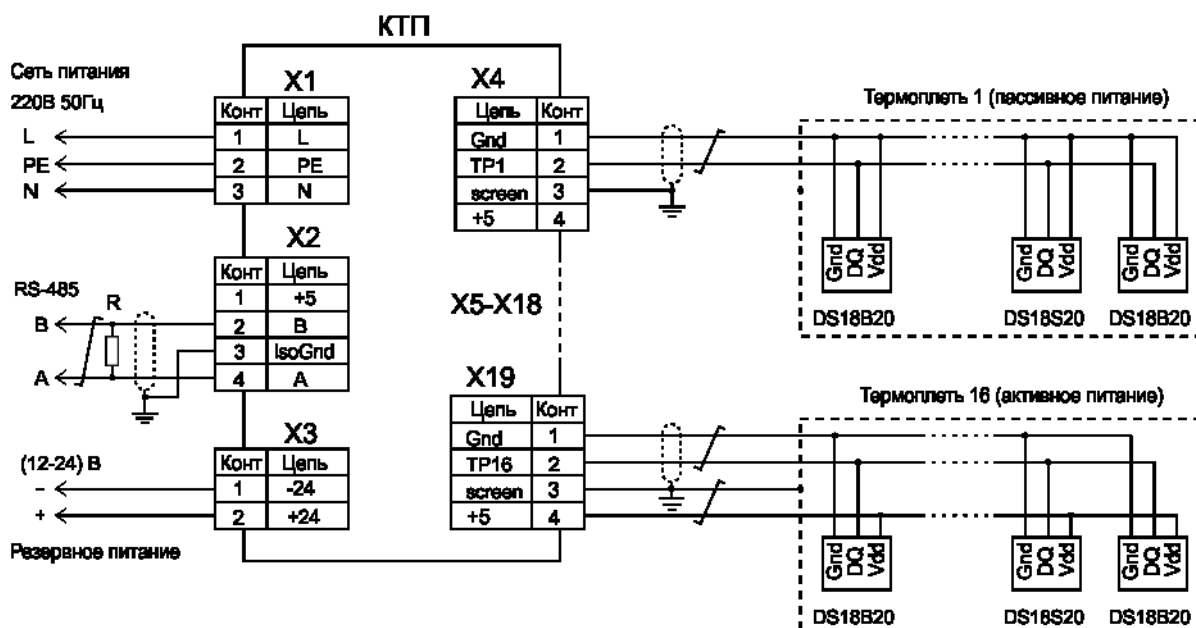 КТП
Сеть питания
220В 50Гц
L
PE
N
X1
Конт Цепь
1 L
2 PE
3 N
X2
Конт Цепь
1 +5
2 B
3 IsoGnd
4 A
RS-485
R
B
A
X3
Конт Цепь
1 -24
2 +24
(12-24) В
−
+
Резервное питание
X4
Цепь Конт
Gnd 1
TP1 2
screen 3
+5 4
X5-X18
X19
Цепь Конт
Gnd 1
TP16 2
screen 3
+5 4
Термоплеть 1 (пассивное питание)
Gnd DQ Vdd
Gnd DQ Vdd
Gnd DQ Vdd
DS18B20 DS18S20 DS18B20
Термоплеть 16 (активное питание)
Gnd DQ Vdd
Gnd DQ Vdd
Gnd DQ Vdd
DS18B20 DS18S20 DS18B20